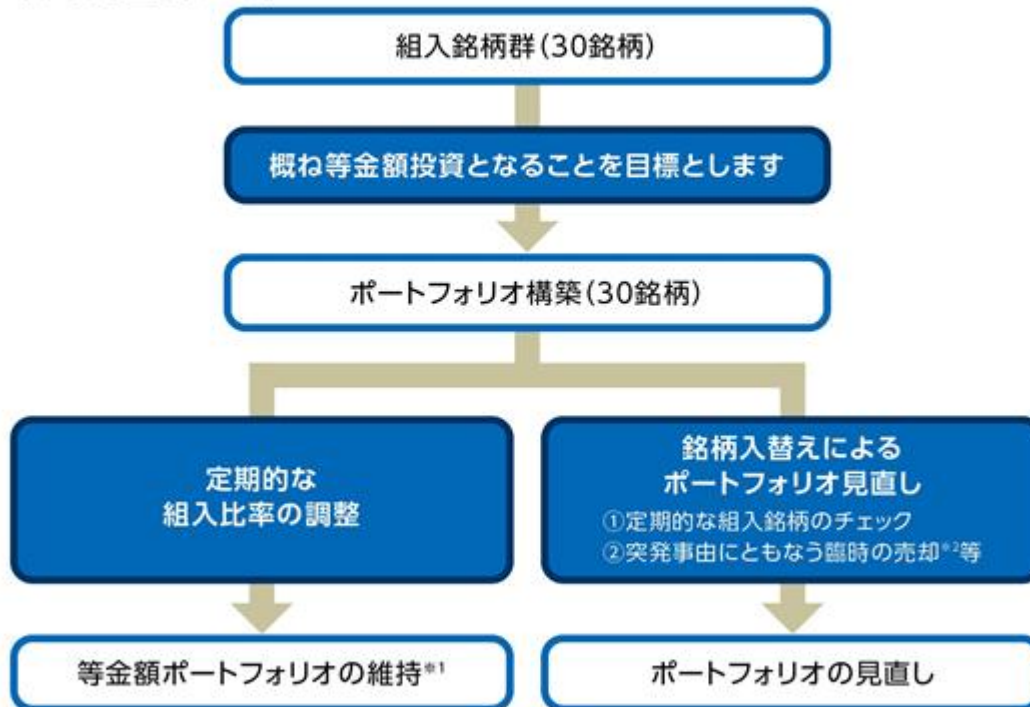 組入銘柄群(30銘柄)
概ね等金額投資となることを目標とします
ポートフォリオ構築(30銘柄)
定期的な
組入比率の調整
銘柄入替えによる
ポートフォリオ見直し
①定期的な組入銘柄のチェック
②突発事由にともなう臨時の売却※2等
等金額ポートフォリオの維持※1
ポートフォリオの見直し